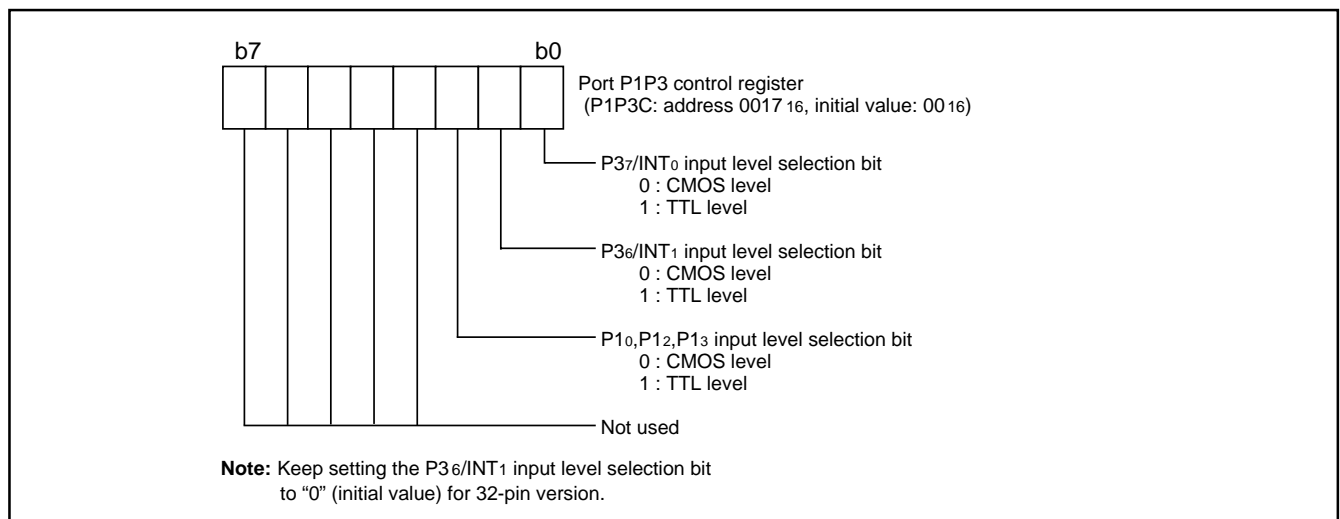 b7 b0
Port P1P3 control register
(P1P3C: address 0017 16, initial value: 00 16)
P37/INT0 input level selection bit
0 : CMOS level
1 : TTL level
P36/INT1 input level selection bit
0 : CMOS level
1 : TTL level
P10,P12,P13 input level selection bit
0 : CMOS level
1 : TTL level
Not used
Note: Keep setting the P36/INT1 input level selection bit
to “0” (initial value) for 32-pin version.